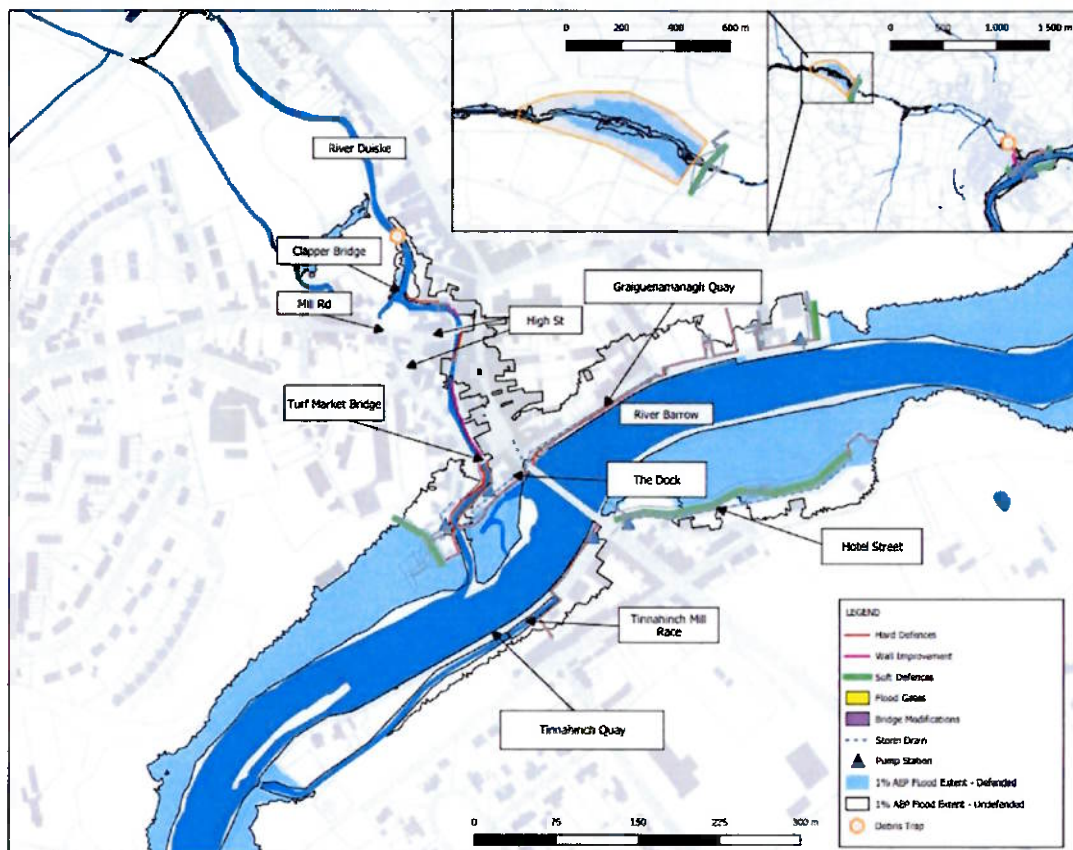 0 200 400 600 m
0 500 1 000 1 500 m
River Duiske
Clapper Bridge
Mill Rd
High St
Graiguenamanagh Quay
Turf Market Bridge
River Barrow
The Dock
Hotel Street
Tinnahinch Mill
Race
Tinnahinch Quay
LEGEND
Hard Defences
Wall Improvement
Soft Defences
Flood Gates
Bridge Modifications
Storm Drain
Pump Station
1% AEP Flood Extent - Defended
1% AEP Flood Extent - Undefended
Debris Trap
0 75 150 225 300 m